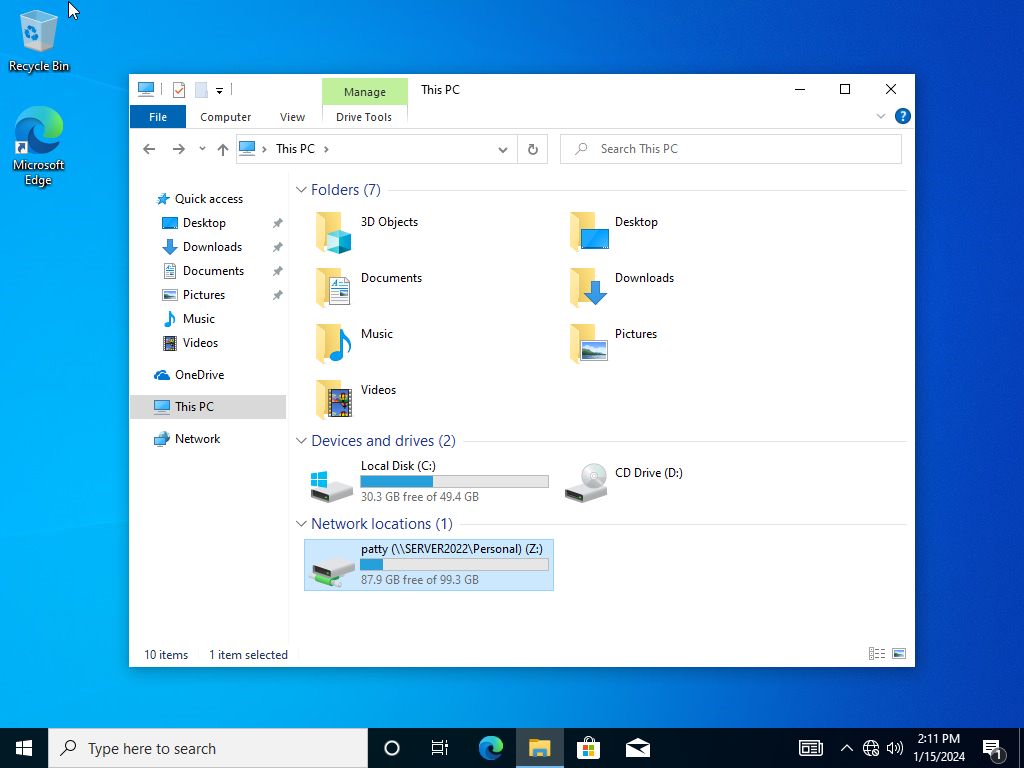 Recycle Bin
Microsoft
Edge
Manage
This PC
File
Computer
View
Drive Tools
?
This PC
Search This PC
Quick access
Desktop
Downloads
Documents
Pictures
Music
Videos
OneDrive
This PC
Network
Folders (7)
3D Objects
Desktop
Documents
Downloads
Music
Pictures
Videos
Devices and drives (2)
Local Disk (C:)
30.3 GB free of 49.4 GB
CD Drive (D:)
Network locations (1)
patty (\\SERVER2022\Personal) (Z:)
87.9 GB free of 99.3 GB
10 items
1 item selected
Type here to search
2:11 PM
1/15/2024
1